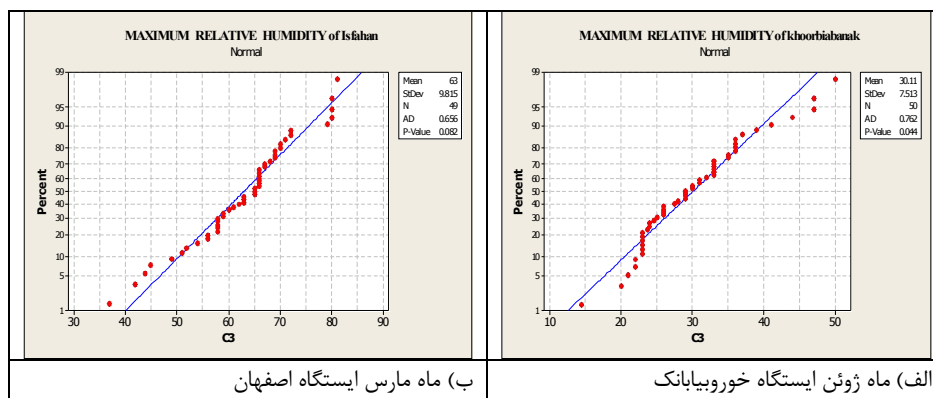 MAXIMUM RELATIVE HUMIDITY of Isfahan
Normal
Percent
99
95
90
80
70
60
50
40
30
20
10
5
1
30 40 50 60 70 80 90
C3
Mean 63
StDev 9.815
N 49
AD 0.656
P-Value 0.082
MAXIMUM RELATIVE HUMIDITY of khoorbiabanak
Normal
Percent
99
95
90
80
70
60
50
40
30
20
10
5
1
10 20 30 40 50
C3
Mean 30.11
StDev 7.513
N 50
AD 0.762
P-Value 0.044
الف) ماه ژوئن ایستگاه خوروبیابانک
ب) ماه مارس ایستگاه اصفهان